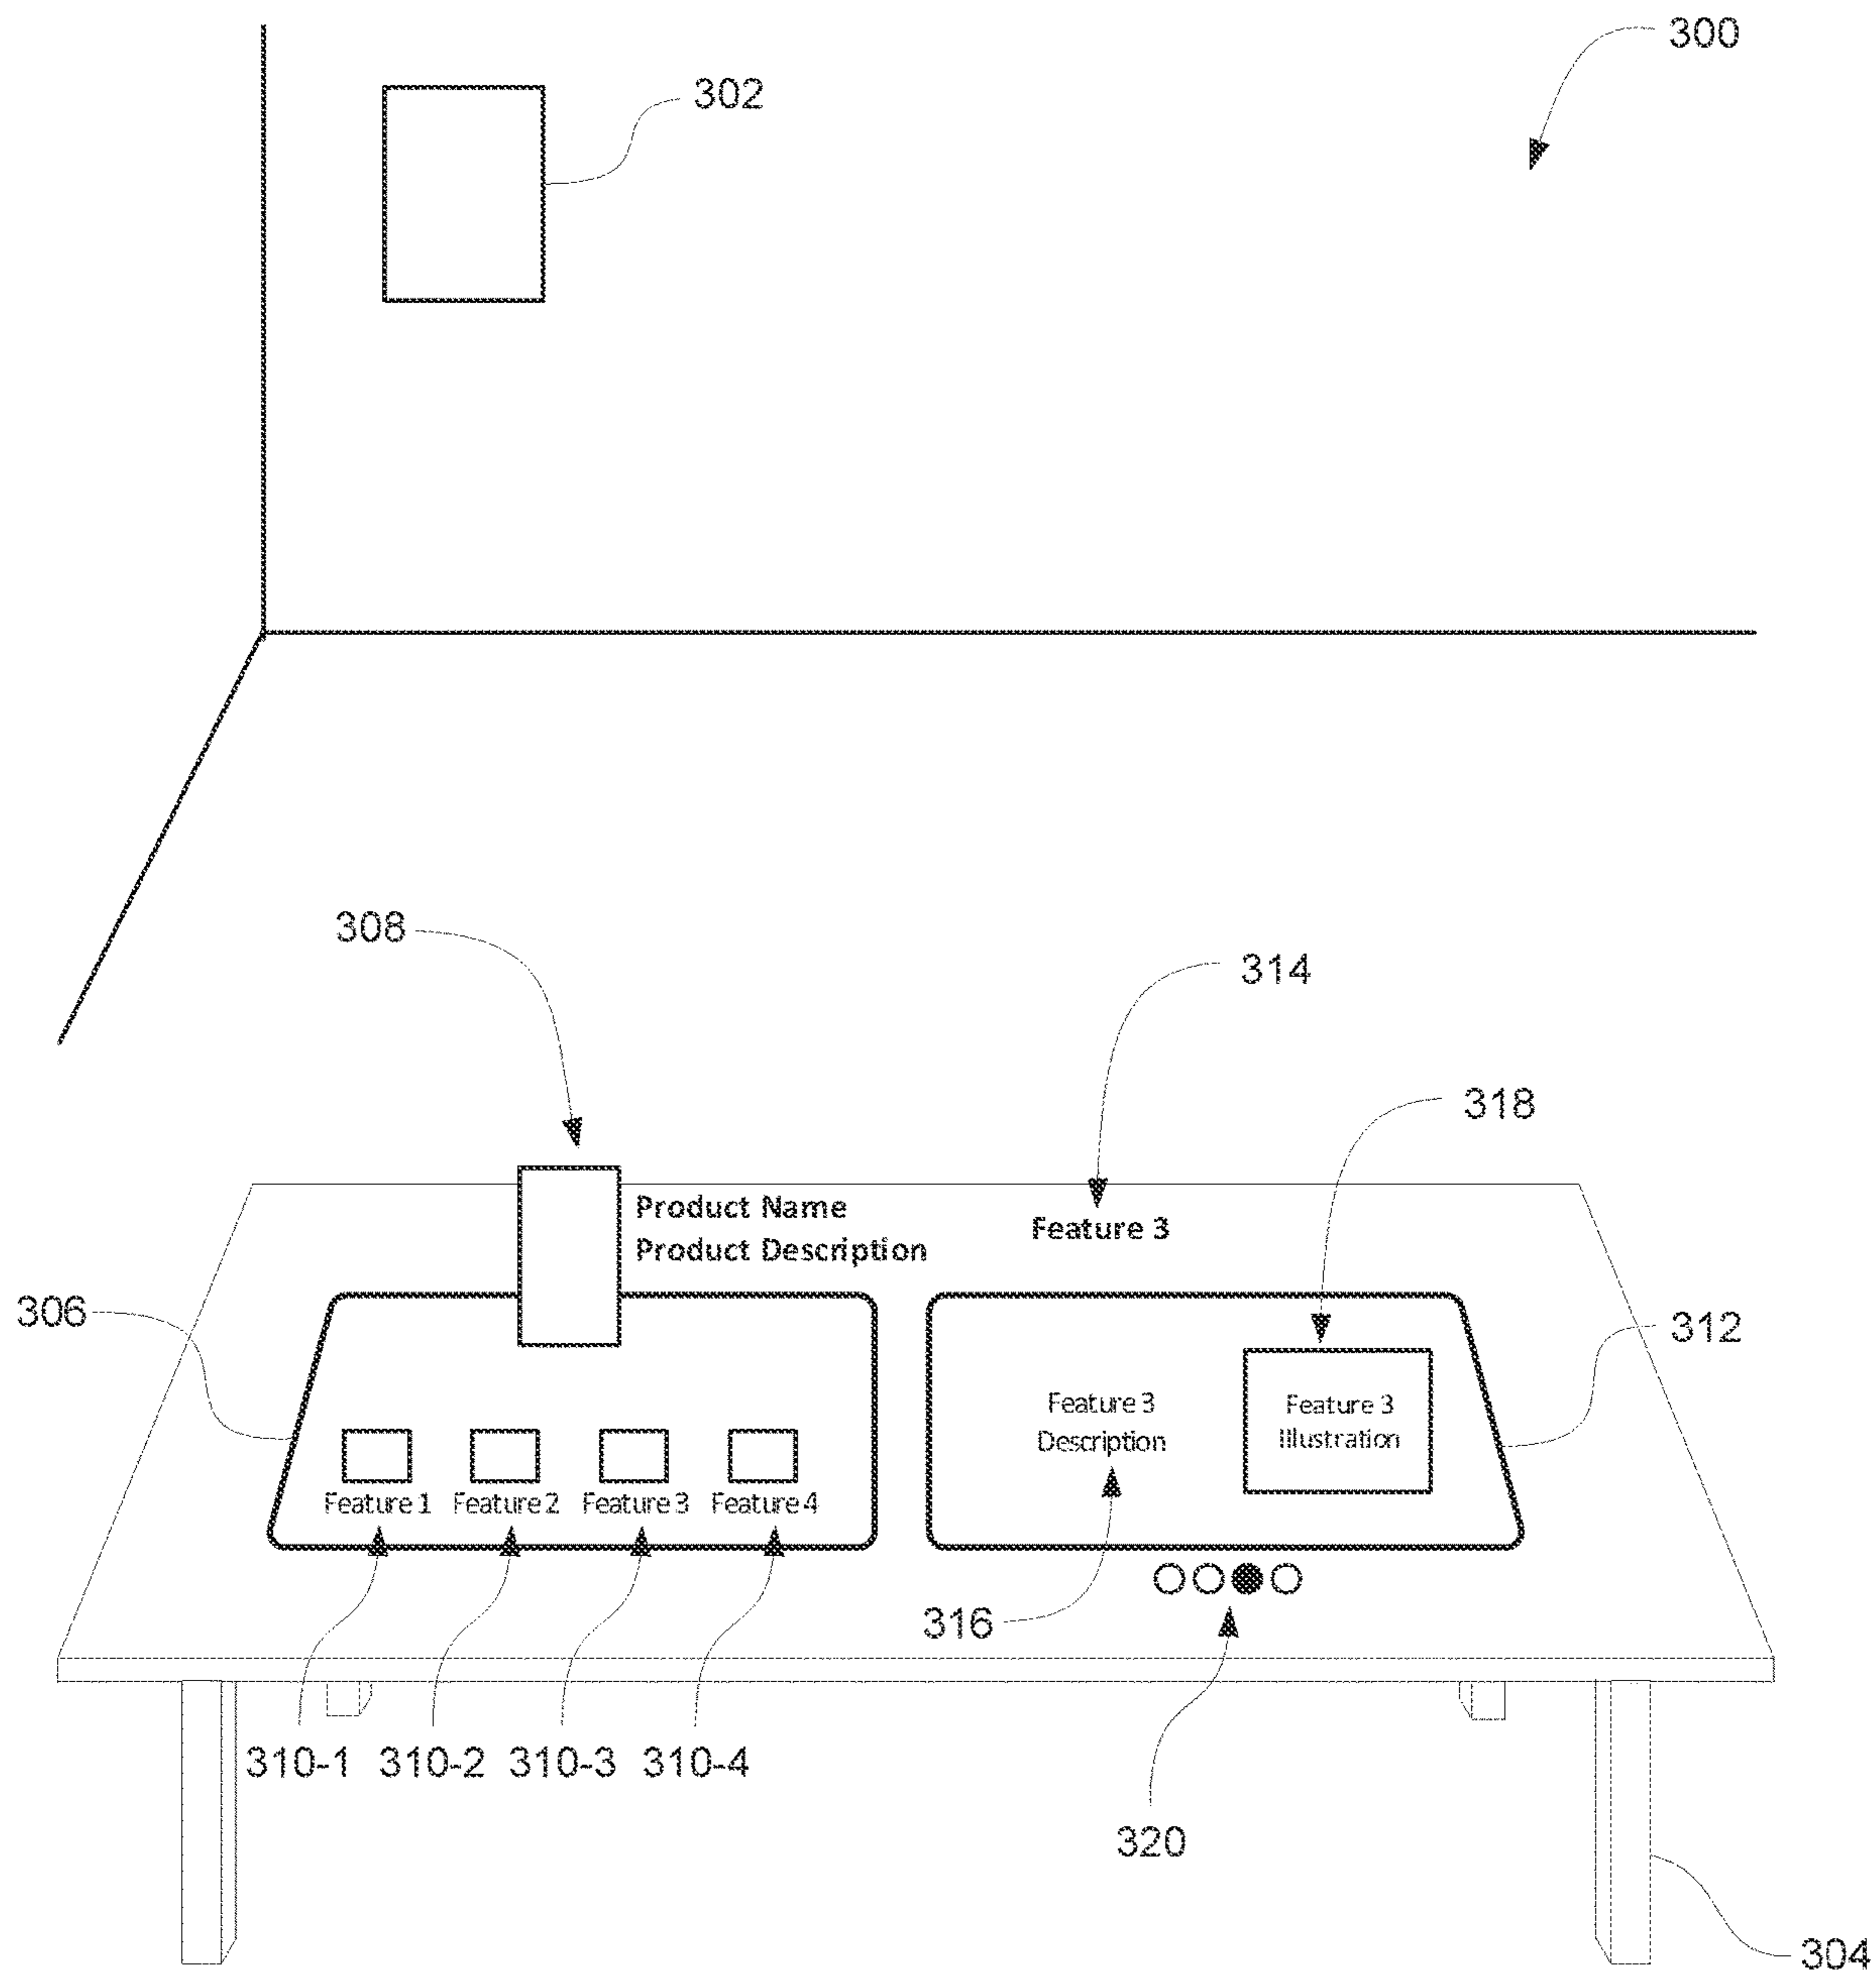 300
302
308
314
318
Product Name
Product Description
Feature 3
306
312
Feature 3
Description
Feature 3
Illustration
Feature 1
Feature 2
Feature 3
Feature 4
316
310-1
310-2
310-3
310-4
320
304